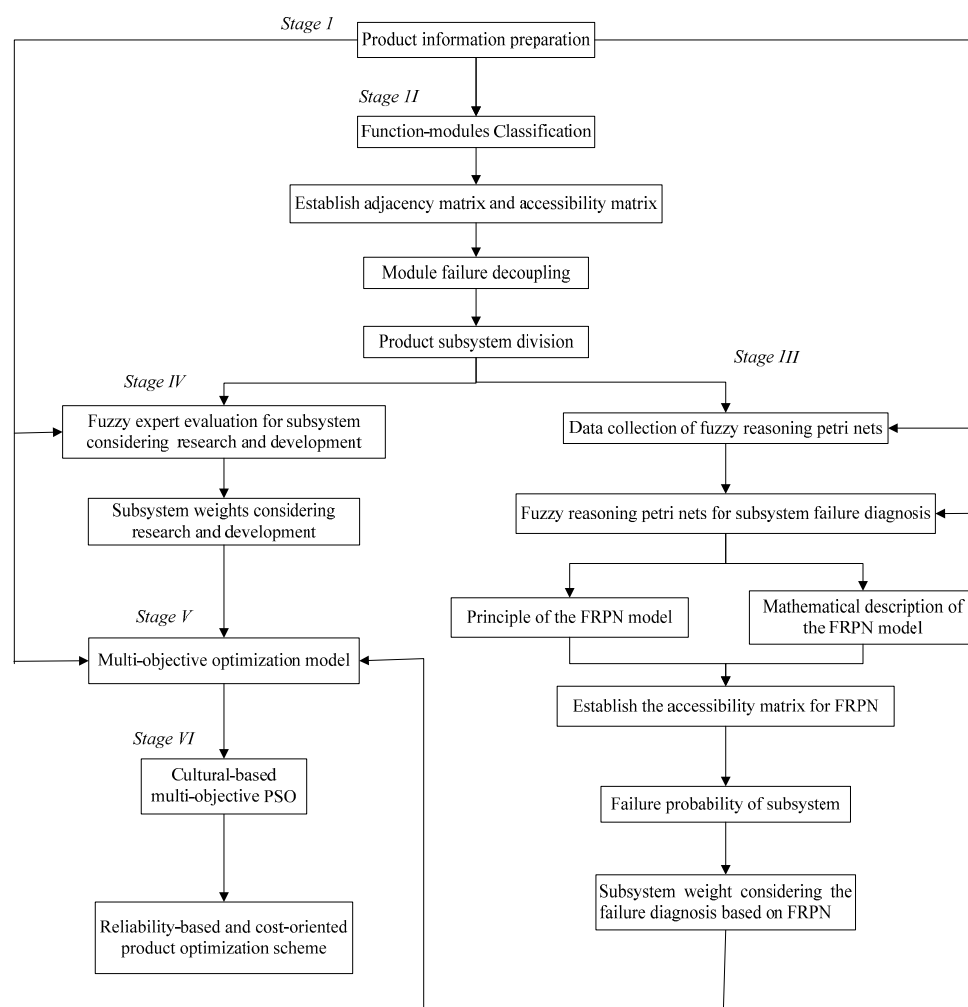 Stage I
Product information preparation
Stage II
Function-modules Classification
Establish adjacency matrix and accessibility matrix
Module failure decoupling
Product subsystem division
Stage III
Stage IV
Fuzzy expert evaluation for subsystem
considering research and development
Data collection of fuzzy reasoning petri nets
Subsystem weights considering
research and development
Fuzzy reasoning petri nets for subsystem failure diagnosis
Principle of the FRPN model
Mathematical description of
the FRPN model
Stage V
Multi-objective optimization model
Establish the accessibility matrix for FRPN
Stage VI
Cultural-based
multi-objective PSO
Failure probability of subsystem
Subsystem weight considering the
failure diagnosis based on FRPN
Reliability-based and cost-oriented
product optimization scheme